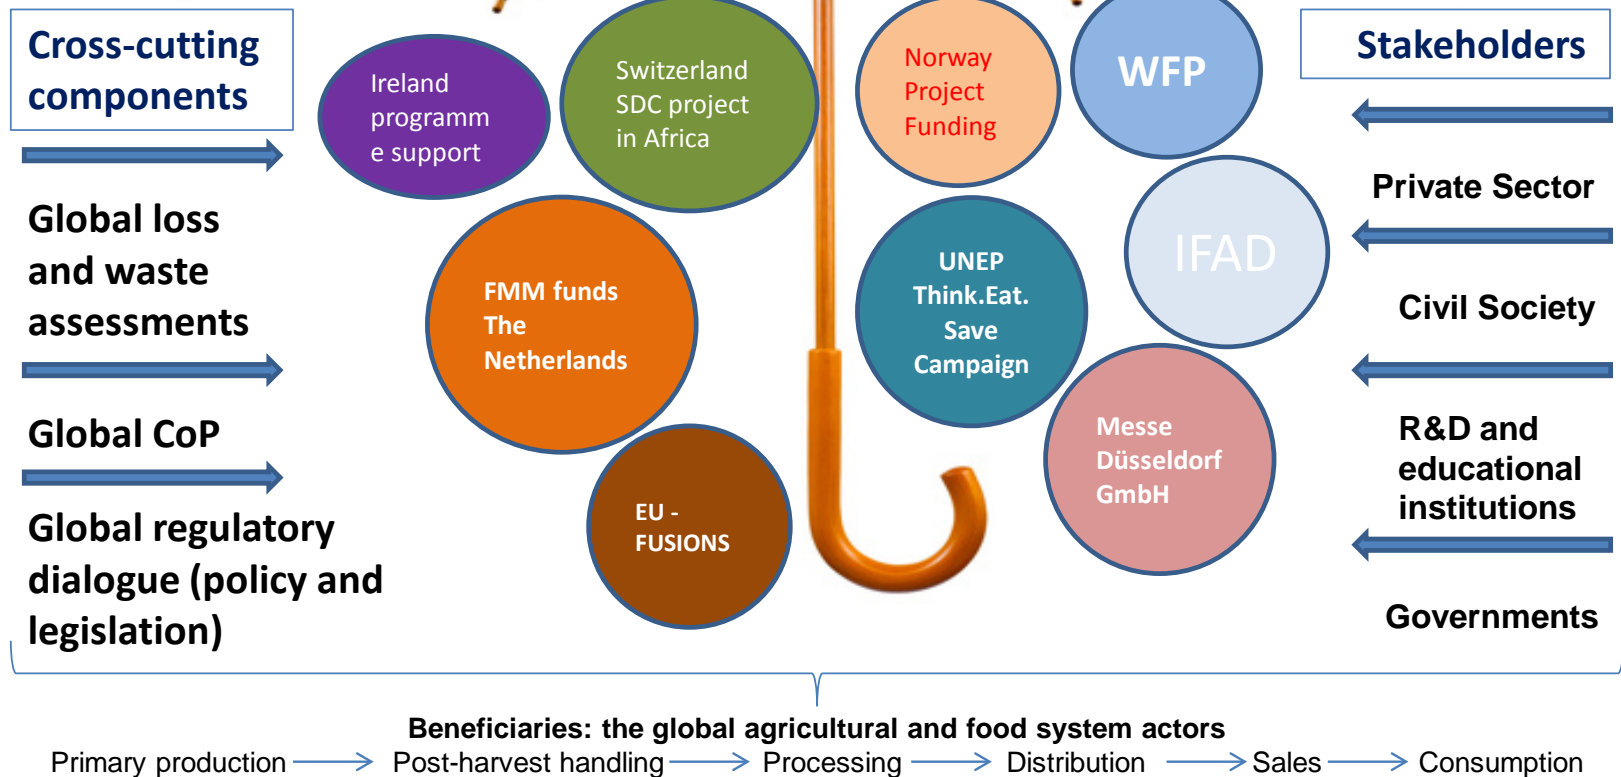 Cross-cutting
components
Global loss
and waste
assessments
Global CoP
Global regulatory
dialogue (policy and
legislation)
Ireland
programm
e support
Switzerland
SDC project
in Africa
FMM funds
The
Netherlands
EU -
FUSIONS
Norway
Project
Funding
WFP
UNEP
Think.Eat.
Save
Campaign
IFAD
Messe
Düsseldorf
GmbH
Stakeholders
Private Sector
Civil Society
R&D and
educational
institutions
Governments
Beneficiaries: the global agricultural and food system actors
Primary production Post-harvest handling Processing Distribution Sales Consumption